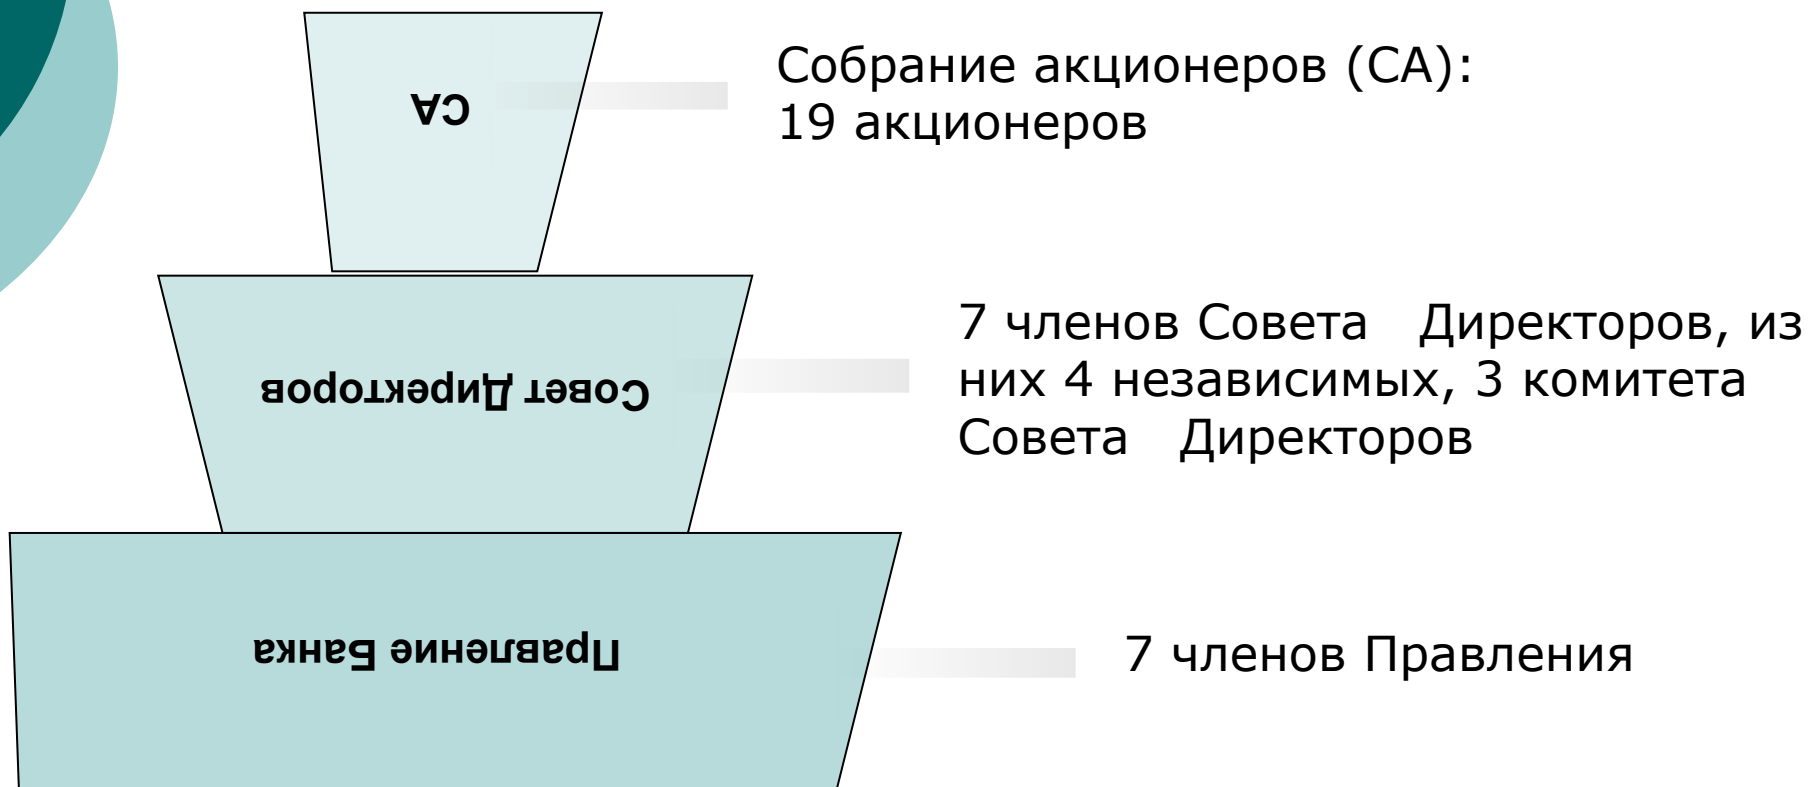 СА
Собрание акционеров (СА):
19 акционеров
Совет Директоров
7 членов Совета Директоров, из
них 4 независимых, 3 комитета
Совета Директоров
Правление Банка
7 членов Правления